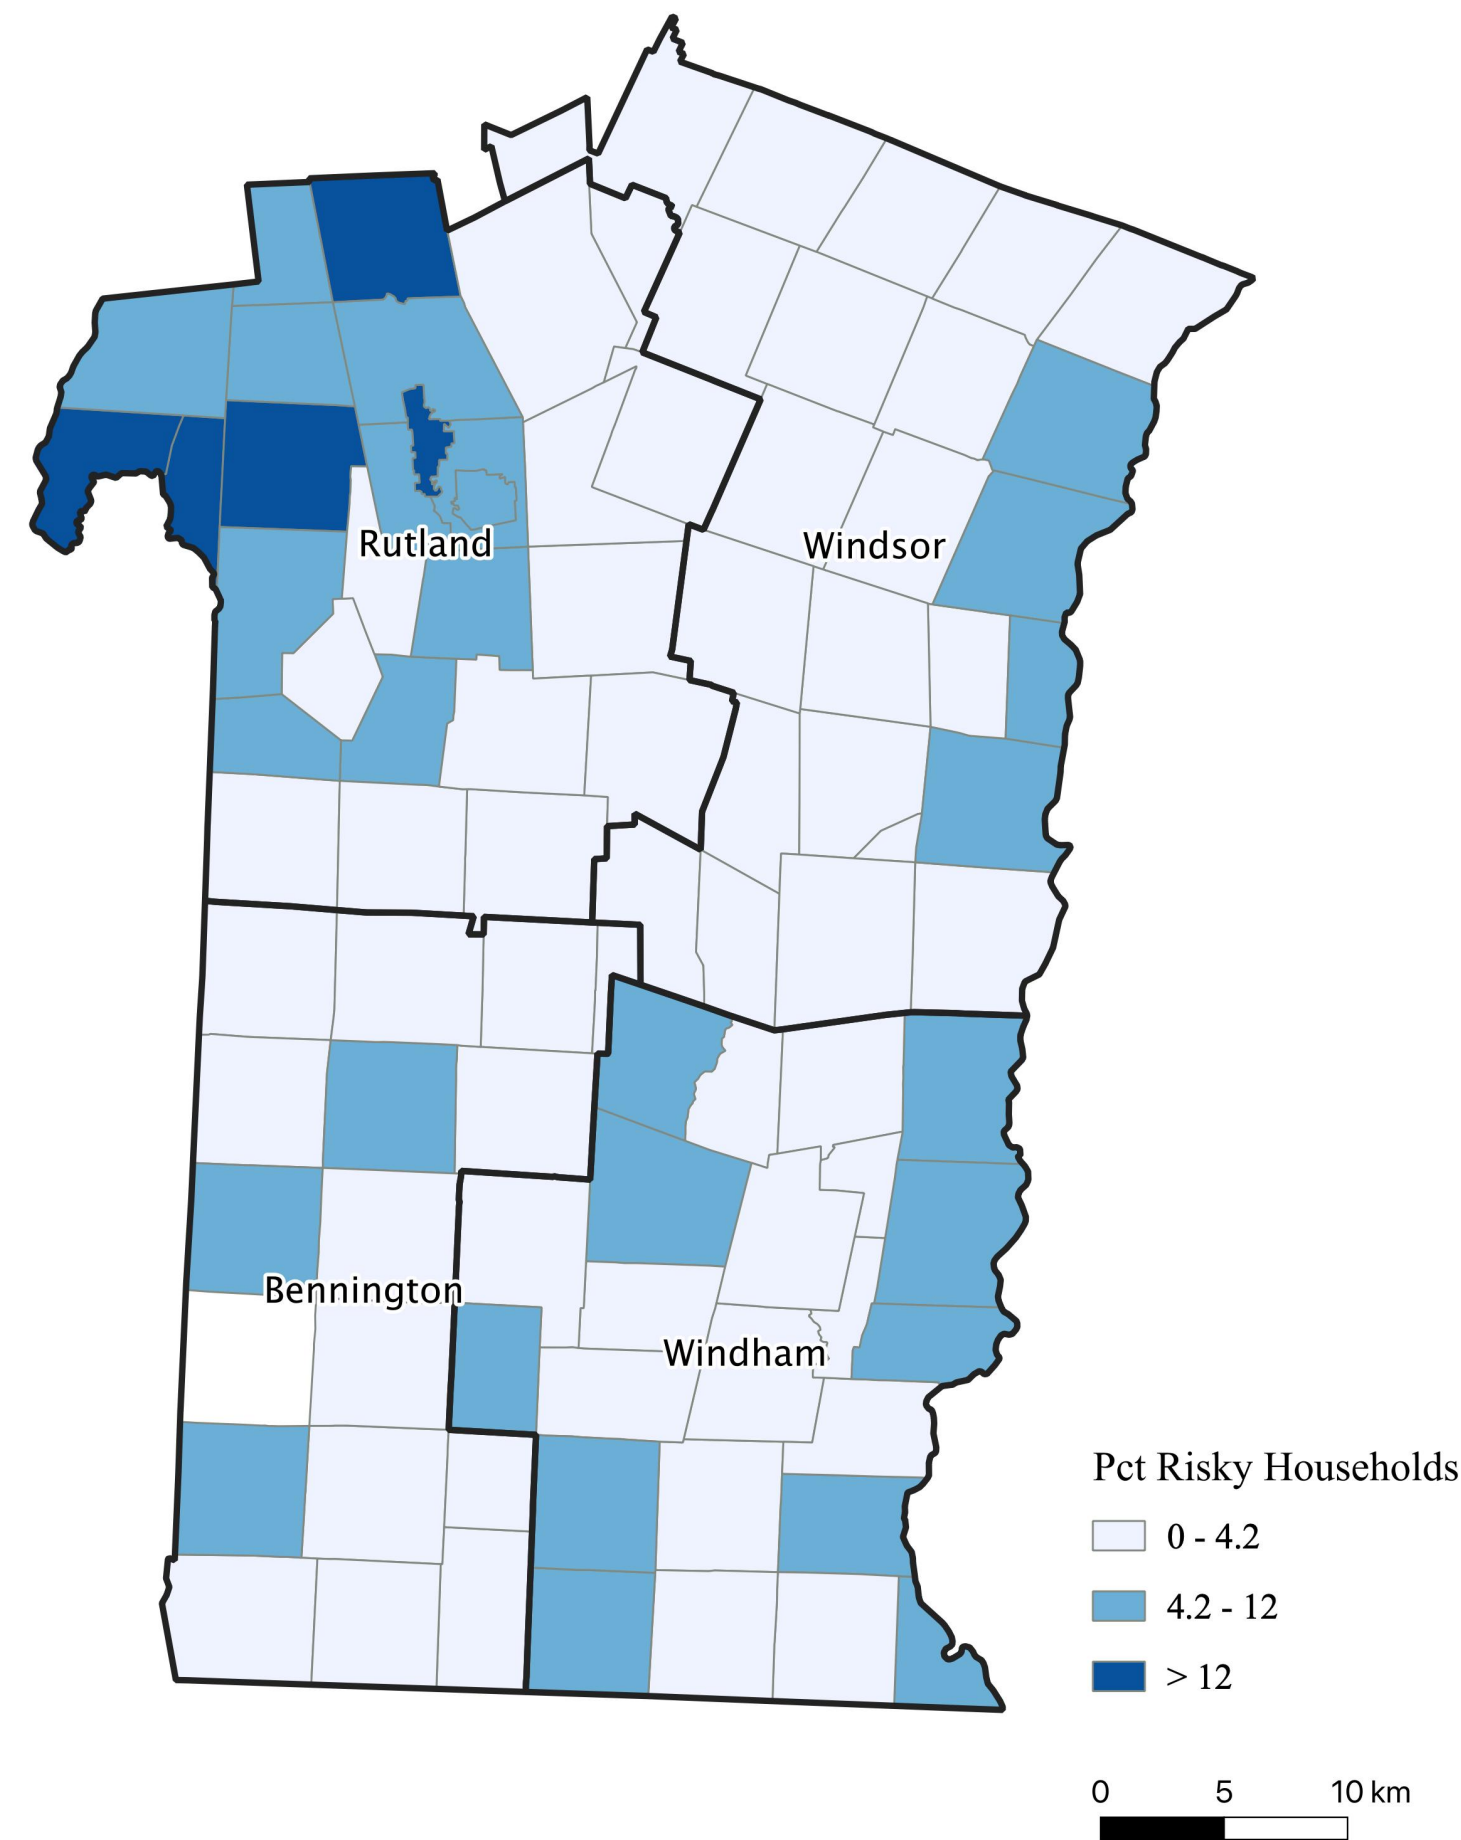 Rutland
Windsor
Bennington
Windham
Pct Risky Households
0 - 4.2
4.2 - 12
> 12
0 5 10 km